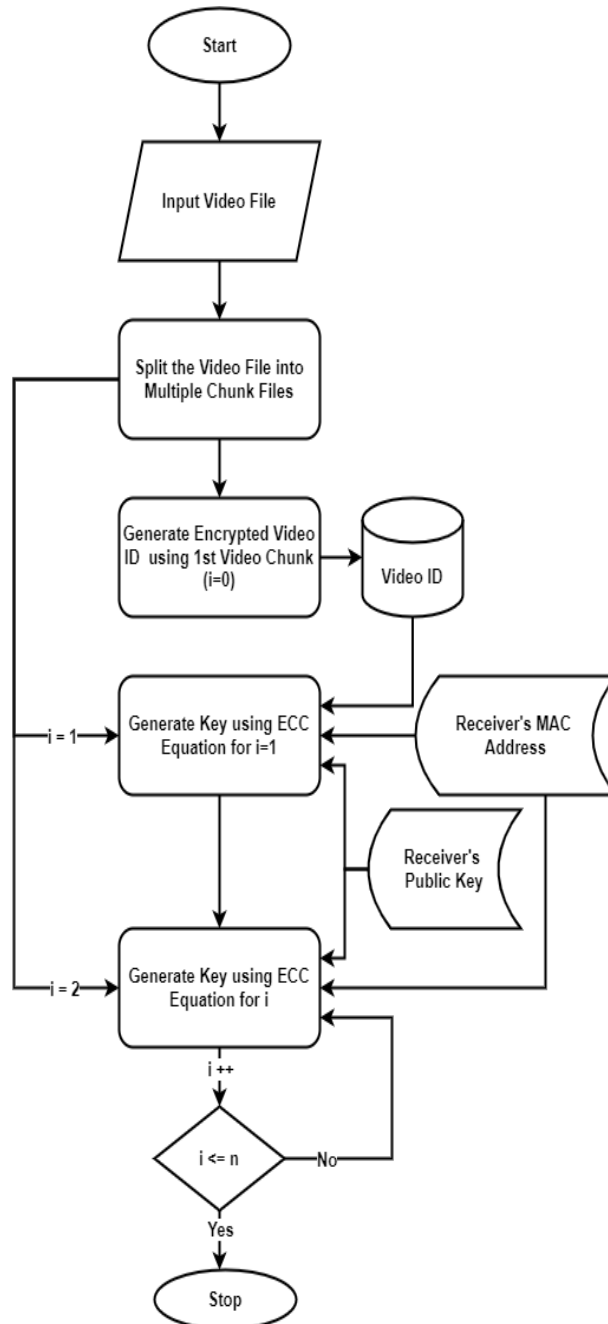 Start
Input Video File
Split the Video File into
Multiple Chunk Files
Generate Encrypted Video
ID using 1st Video Chunk
(i=0)
Video ID
Generate Key using ECC
Equation for i=1
i = 1
Receiver's MAC
Address
Receiver's
Public Key
Generate Key using ECC
Equation for i
i = 2
i ++
i <= n
No
Yes
Stop